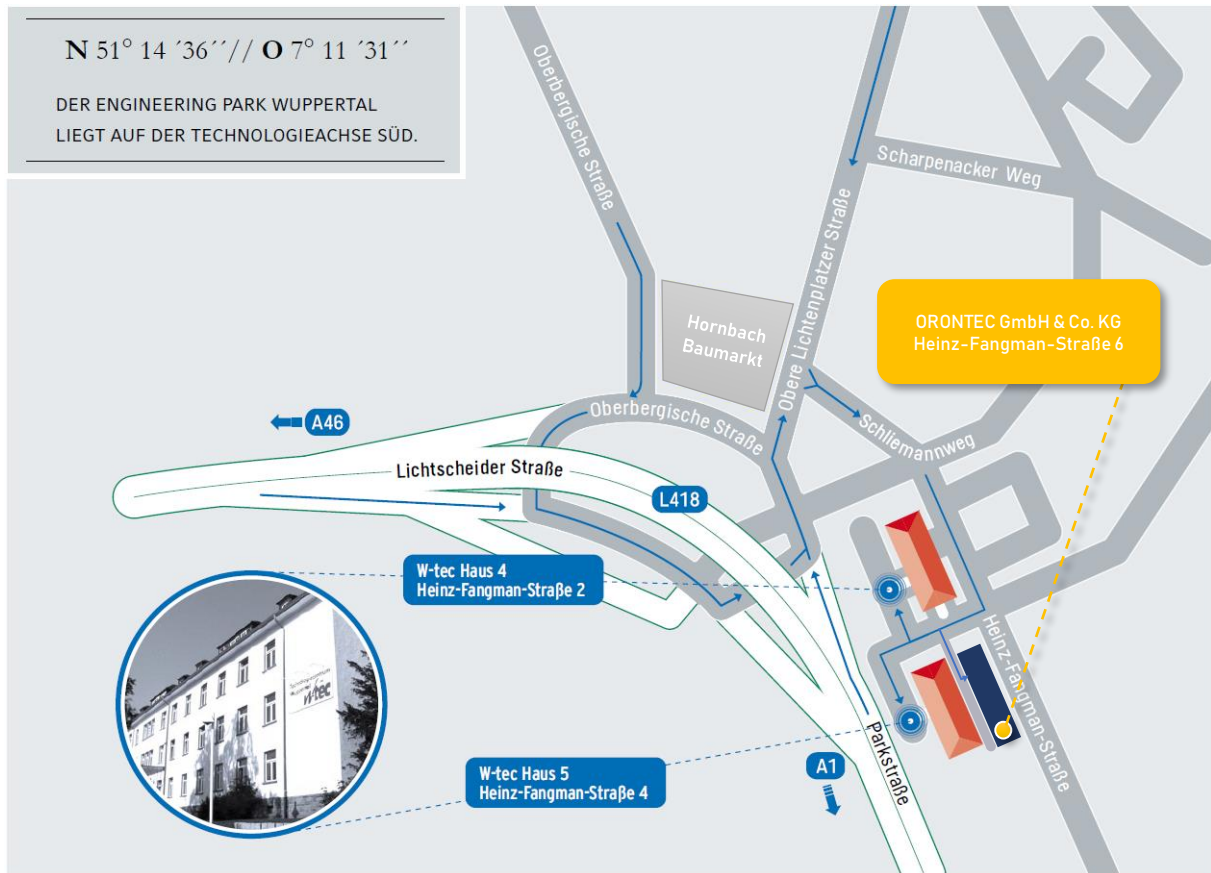 N 51° 14 ´36´´// O 7° 11 ´31´´
DER ENGINEERING PARK WUPPERTAL
LIEGT AUF DER TECHNOLOGIEACHSE SÜD.
Oberbergische Straße
Obere Lichtenplatzer Straße
Scharpenacker Weg
Hornbach
Baumarkt
ORONTEC GmbH & Co. KG
Heinz-Fangman-Straße 6
A46
Oberbergische Straße
Schliemannweg
Lichtscheider Straße
L418
W-tec Haus 4
Heinz-Fangman-Straße 2
w-tec
Heinz-Fangman-Straße
Parkstraße
A1
W-tec Haus 5
Heinz-Fangman-Straße 4